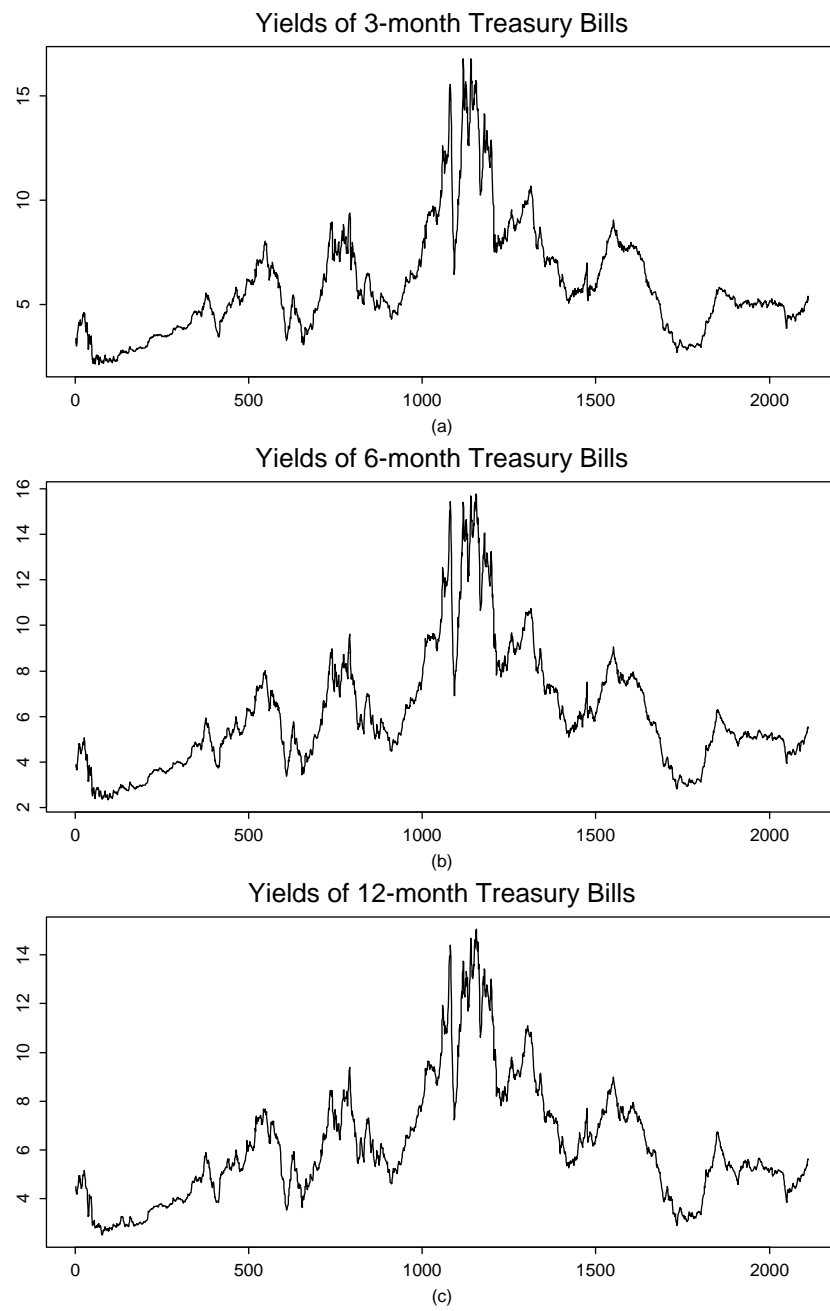 Yields of 3-month Treasury Bills
15
10
5
0 500 1000 1500 2000
(a)
Yields of 6-month Treasury Bills
16
14
12
10
8
6
4
2
0 500 1000 1500 2000
(b)
Yields of 12-month Treasury Bills
14
12
10
8
6
4
0 500 1000 1500 2000
(c)